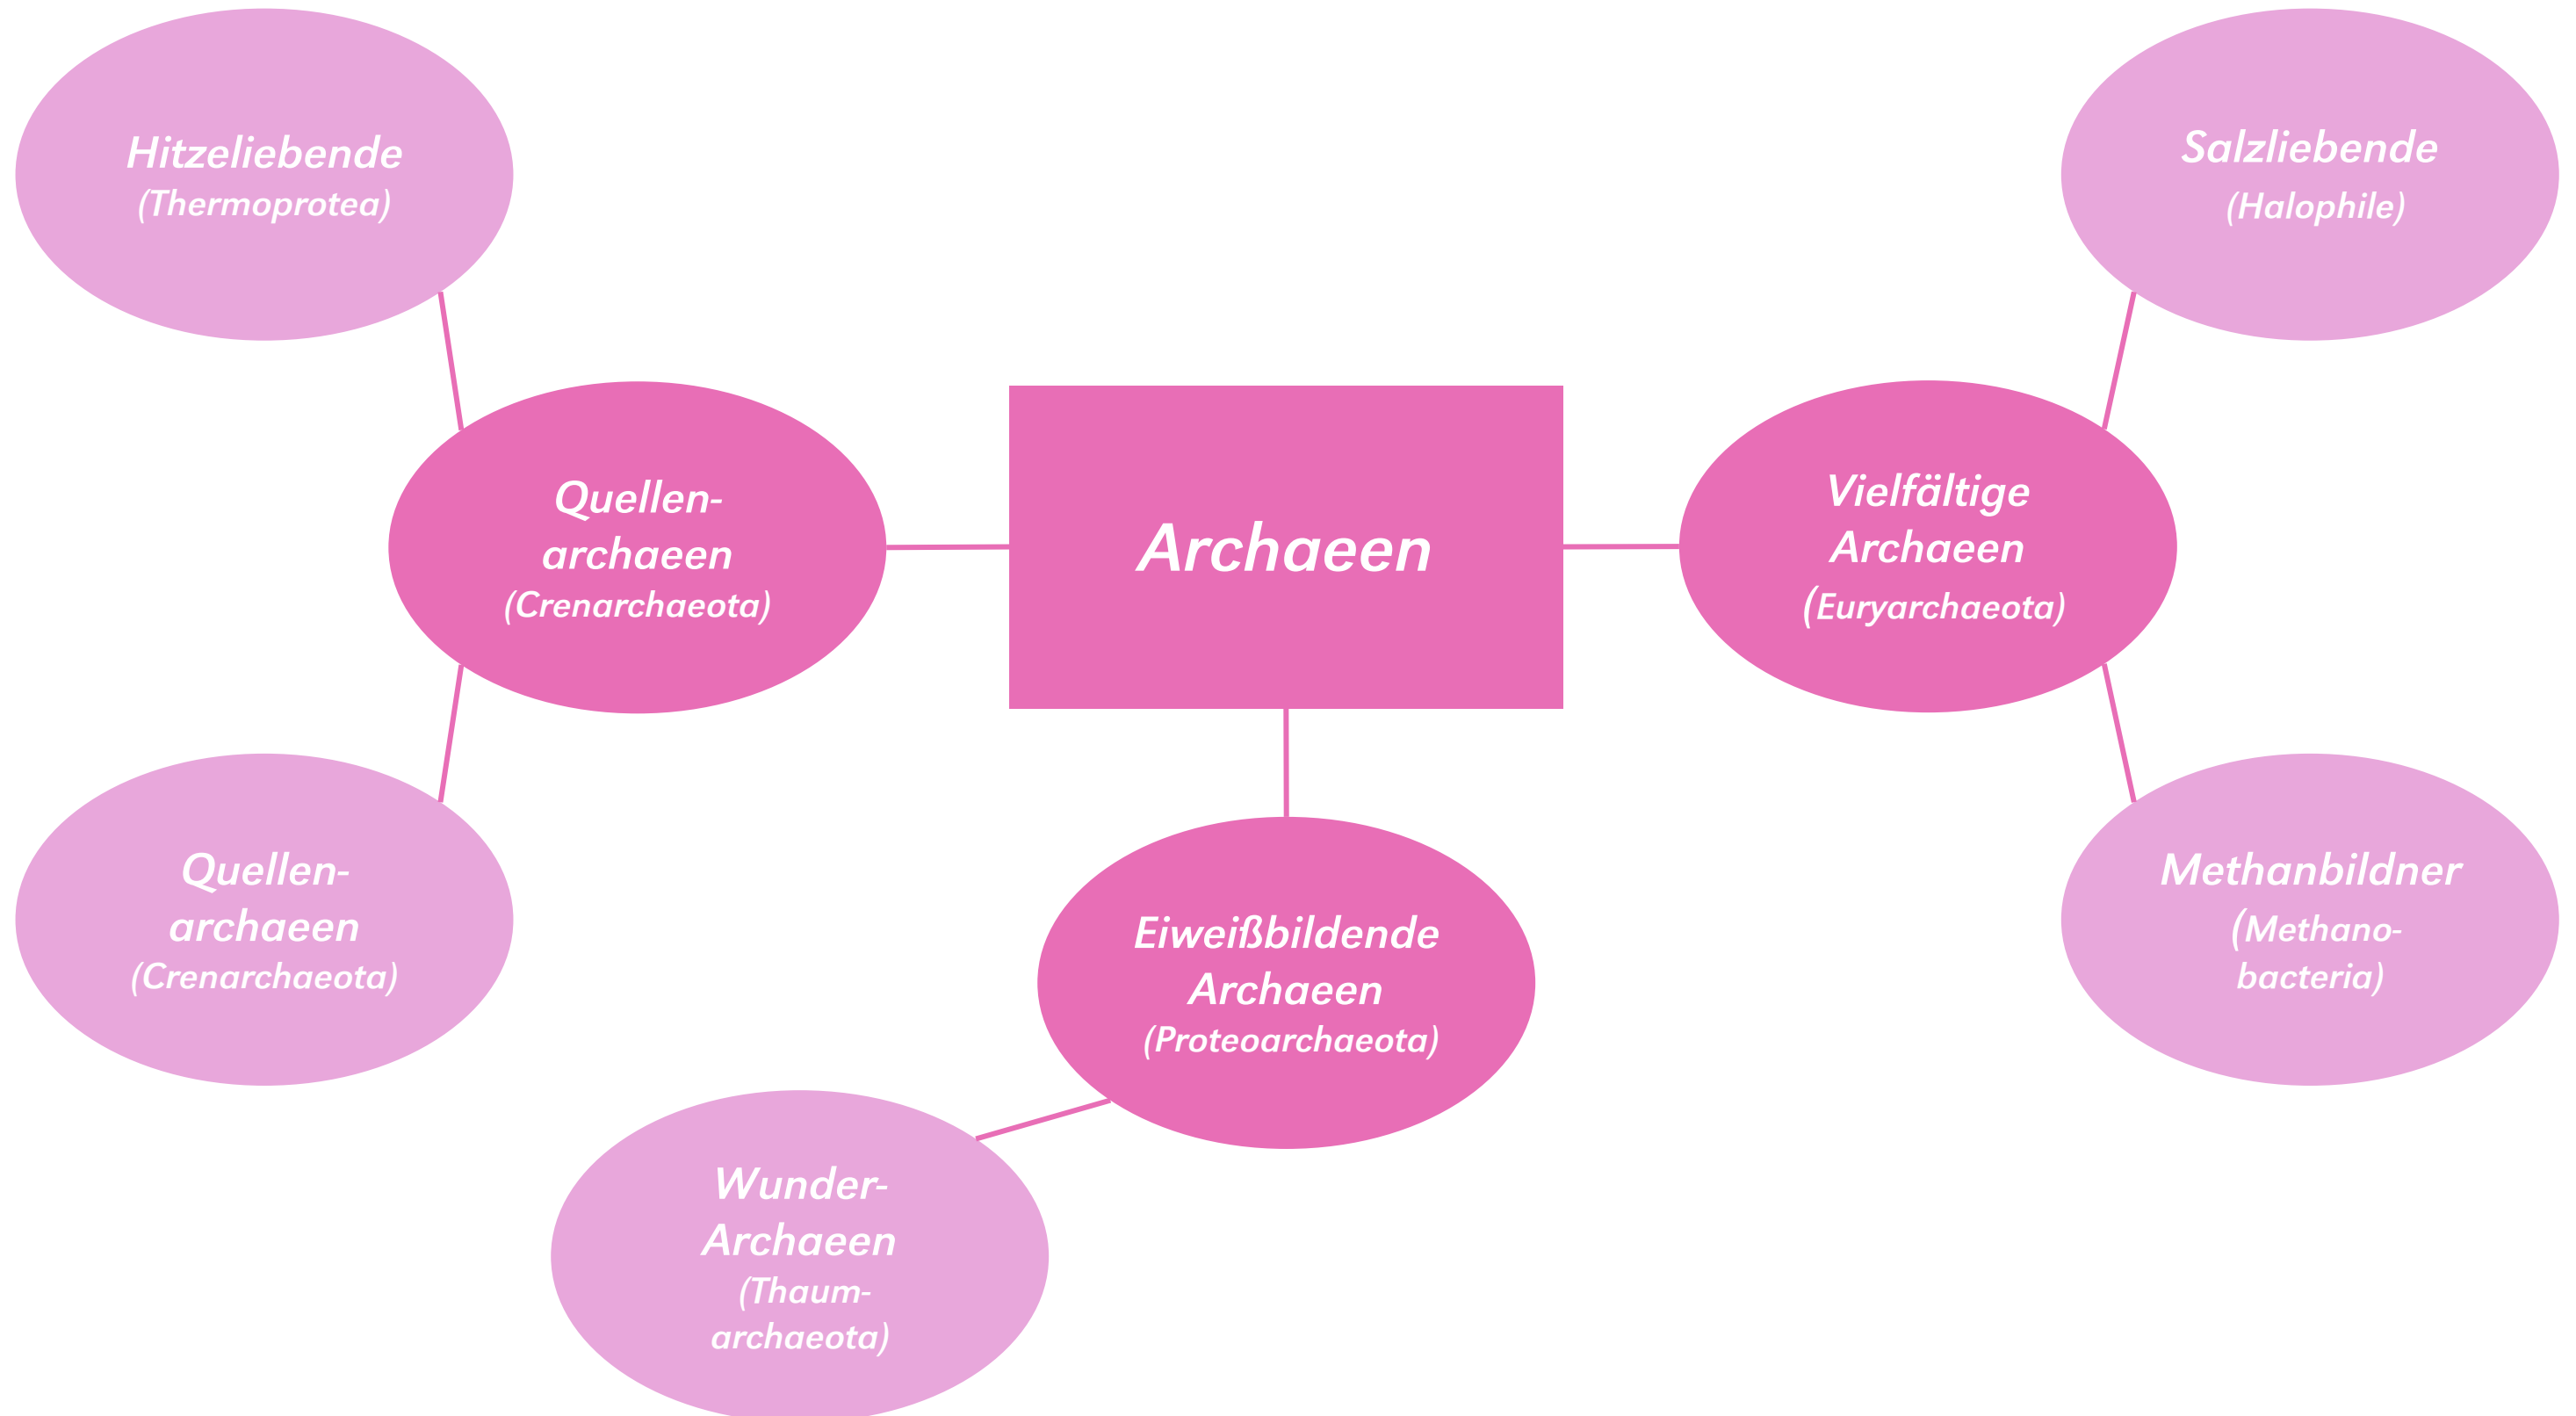 Hitzeliebende
(Thermoprotea)
Salzliebende
(Halophile)
Quellen-
archaeen
(Crenarchaeota)
Archaeen
Vielfältige
Archaeen
(Euryarchaeota)
Quellen-
archaeen
(Crenarchaeota)
Eiweißbildende
Archaeen
(Proteoarchaeota)
Methanbildner
(Methano-
bacteria)
Wunder-
Archaeen
(Thaum-
archaeota)